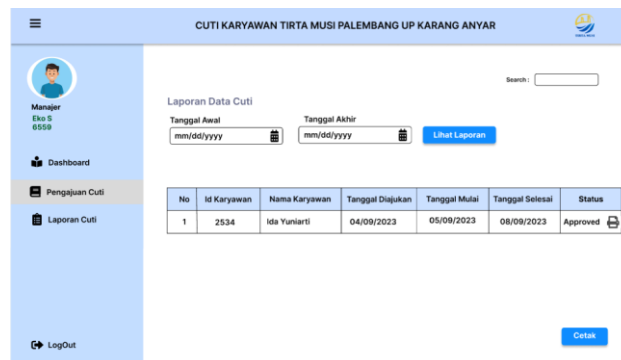 CUTI KARYAWAN TIRTA MUSI PALEMBANG UP KARANG ANYAR
TIRTA MUSI
Manajer
Eko S
6559
Dashboard
Pengajuan Cuti
Laporan Cuti
LogOut
Search :
Laporan Data Cuti
Tanggal Awal Tanggal Akhir
mm/dd/yyyy mm/dd/yyyy Lihat Laporan
No Id Karyawan Nama Karyawan Tanggal Diajukan Tanggal Mulai Tanggal Selesai Status
1 2534 Ida Yuniarti 04/09/2023 05/09/2023 08/09/2023 Approved
Cetak